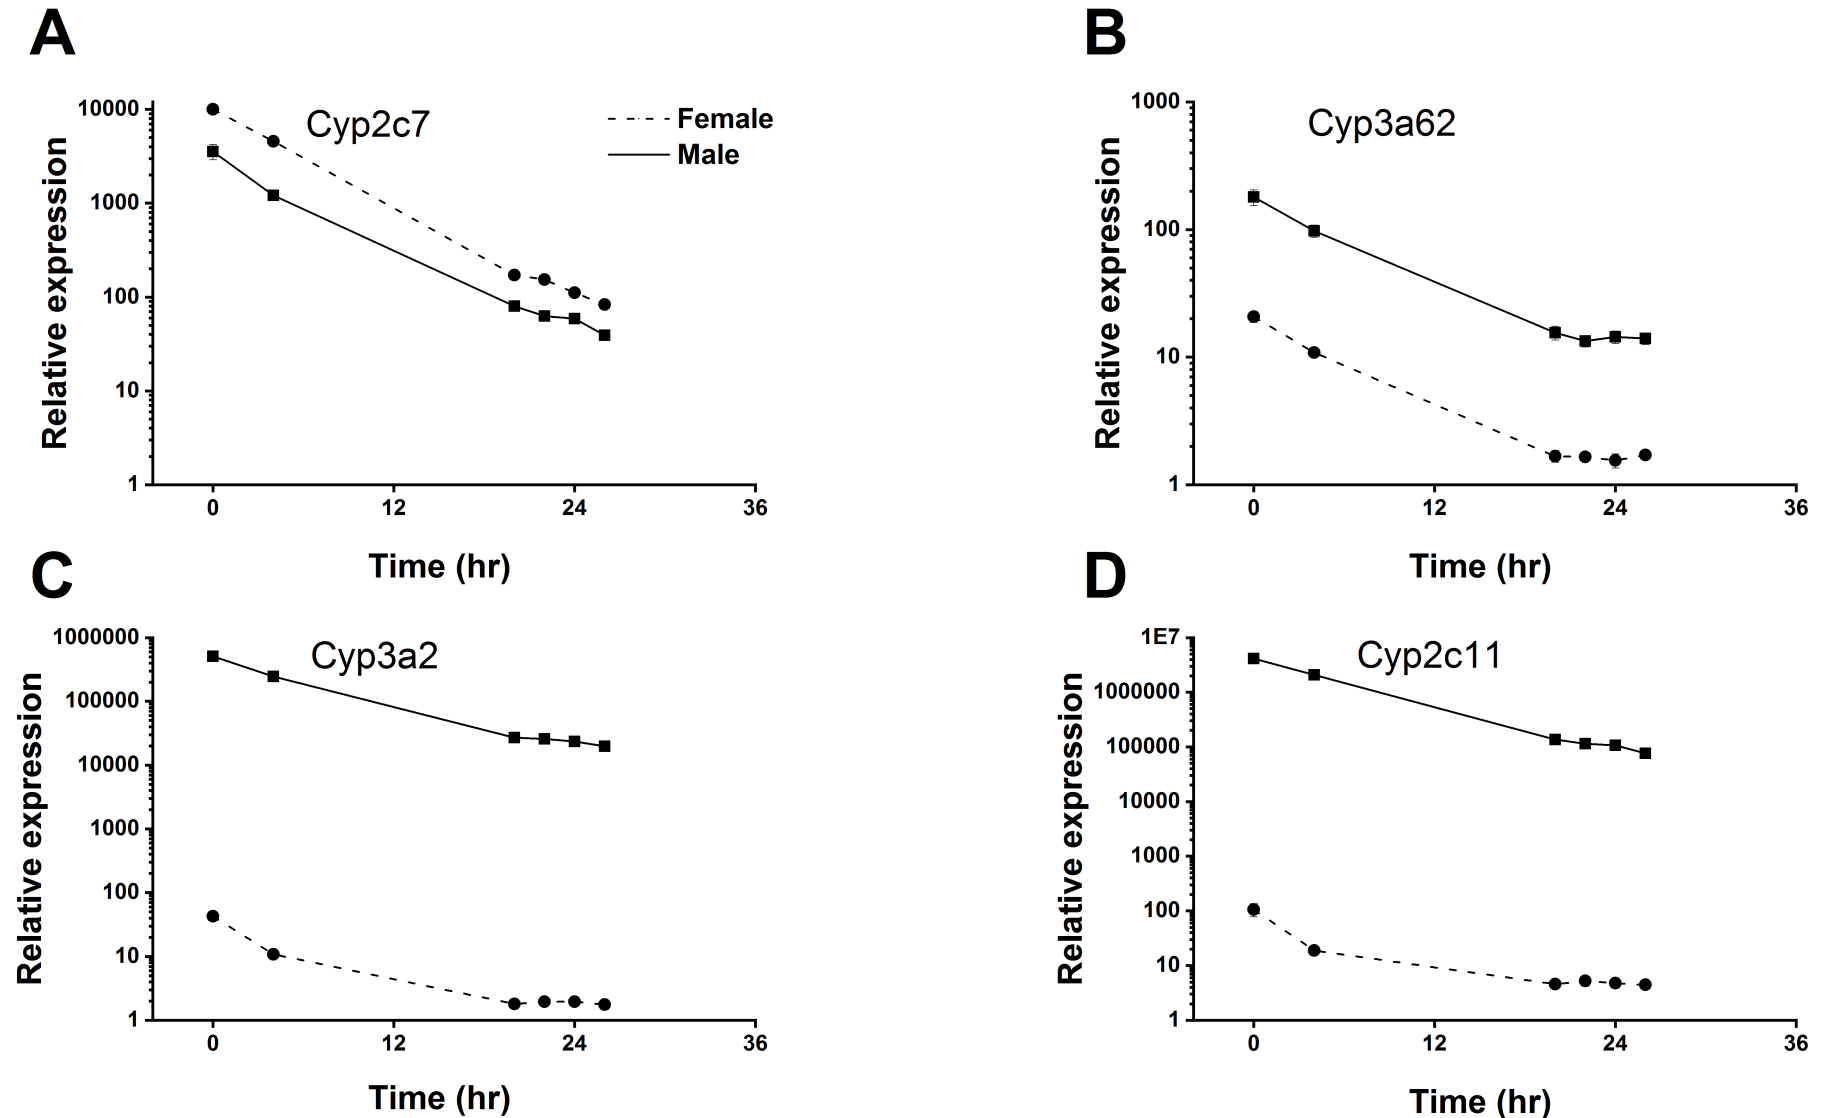 A
Relative expression
10000
1000
100
10
1
Cyp2c7
Female
Male
0 12 24 36
Time (hr)
B
Relative expression
1000
100
10
1
Cyp3a62
0 12 24 36
Time (hr)
C
Relative expression
1000000
100000
10000
1000
100
10
1
Cyp3a2
0 12 24 36
Time (hr)
D
Relative expression
1E7
1000000
100000
10000
1000
100
10
1
Cyp2c11
0 12 24 36
Time (hr)